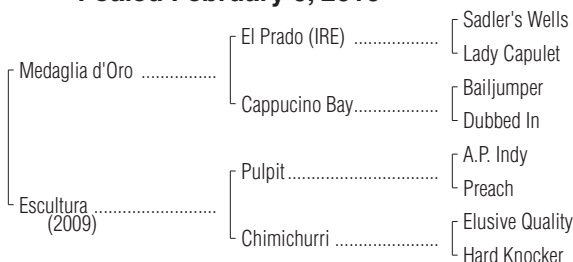 Sadler's Wells
El Prado (IRE) ...................
Lady Capulet
Medaglia d'Oro ................
Bailjumper
Cappucino Bay...................
Dubbed In
A.P. Indy
Pulpit..................................
Preach
Escultura ..........................
(2009)
Elusive Quality
Chimichurri .......................
Hard Knocker